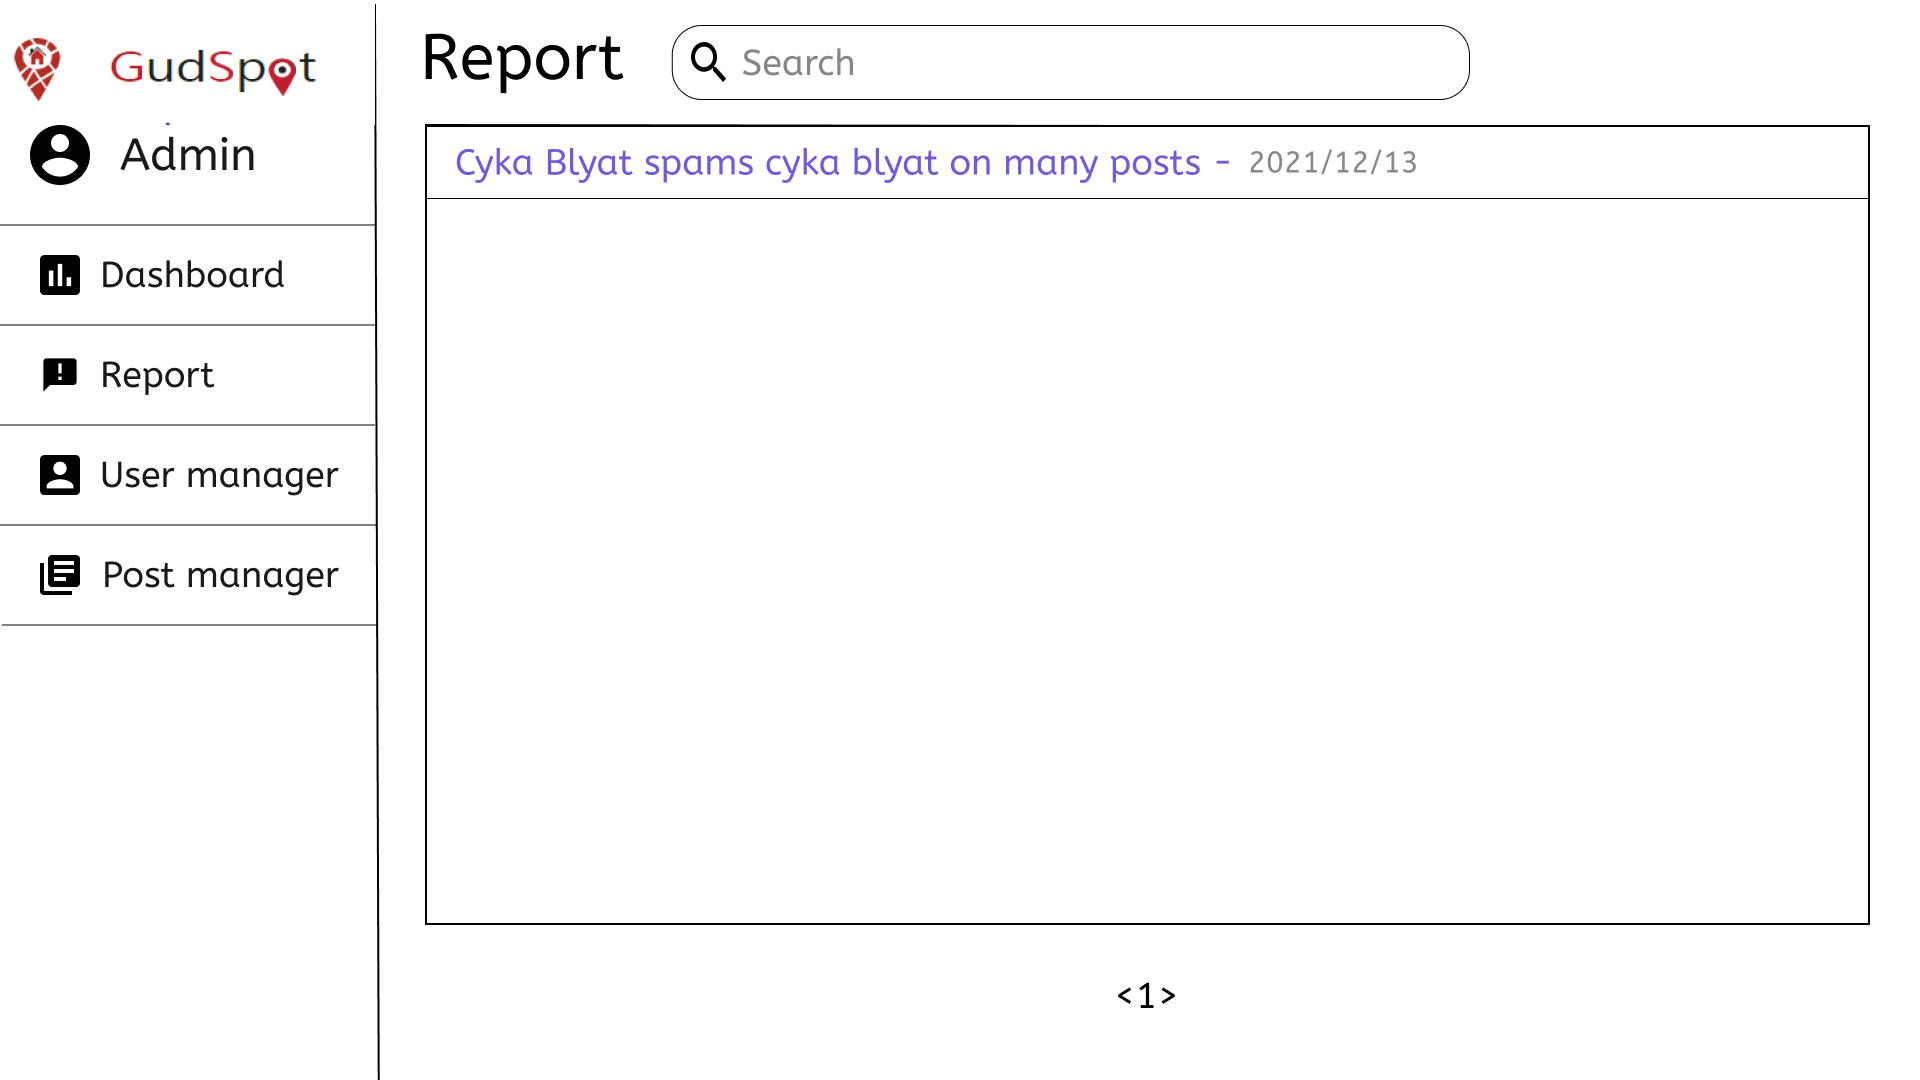 GudSpot
Admin
Dashboard
Report
User manager
Post manager
Report
Search
Cyka Blyat spams cyka blyat on many posts - 2021/12/13
<1>